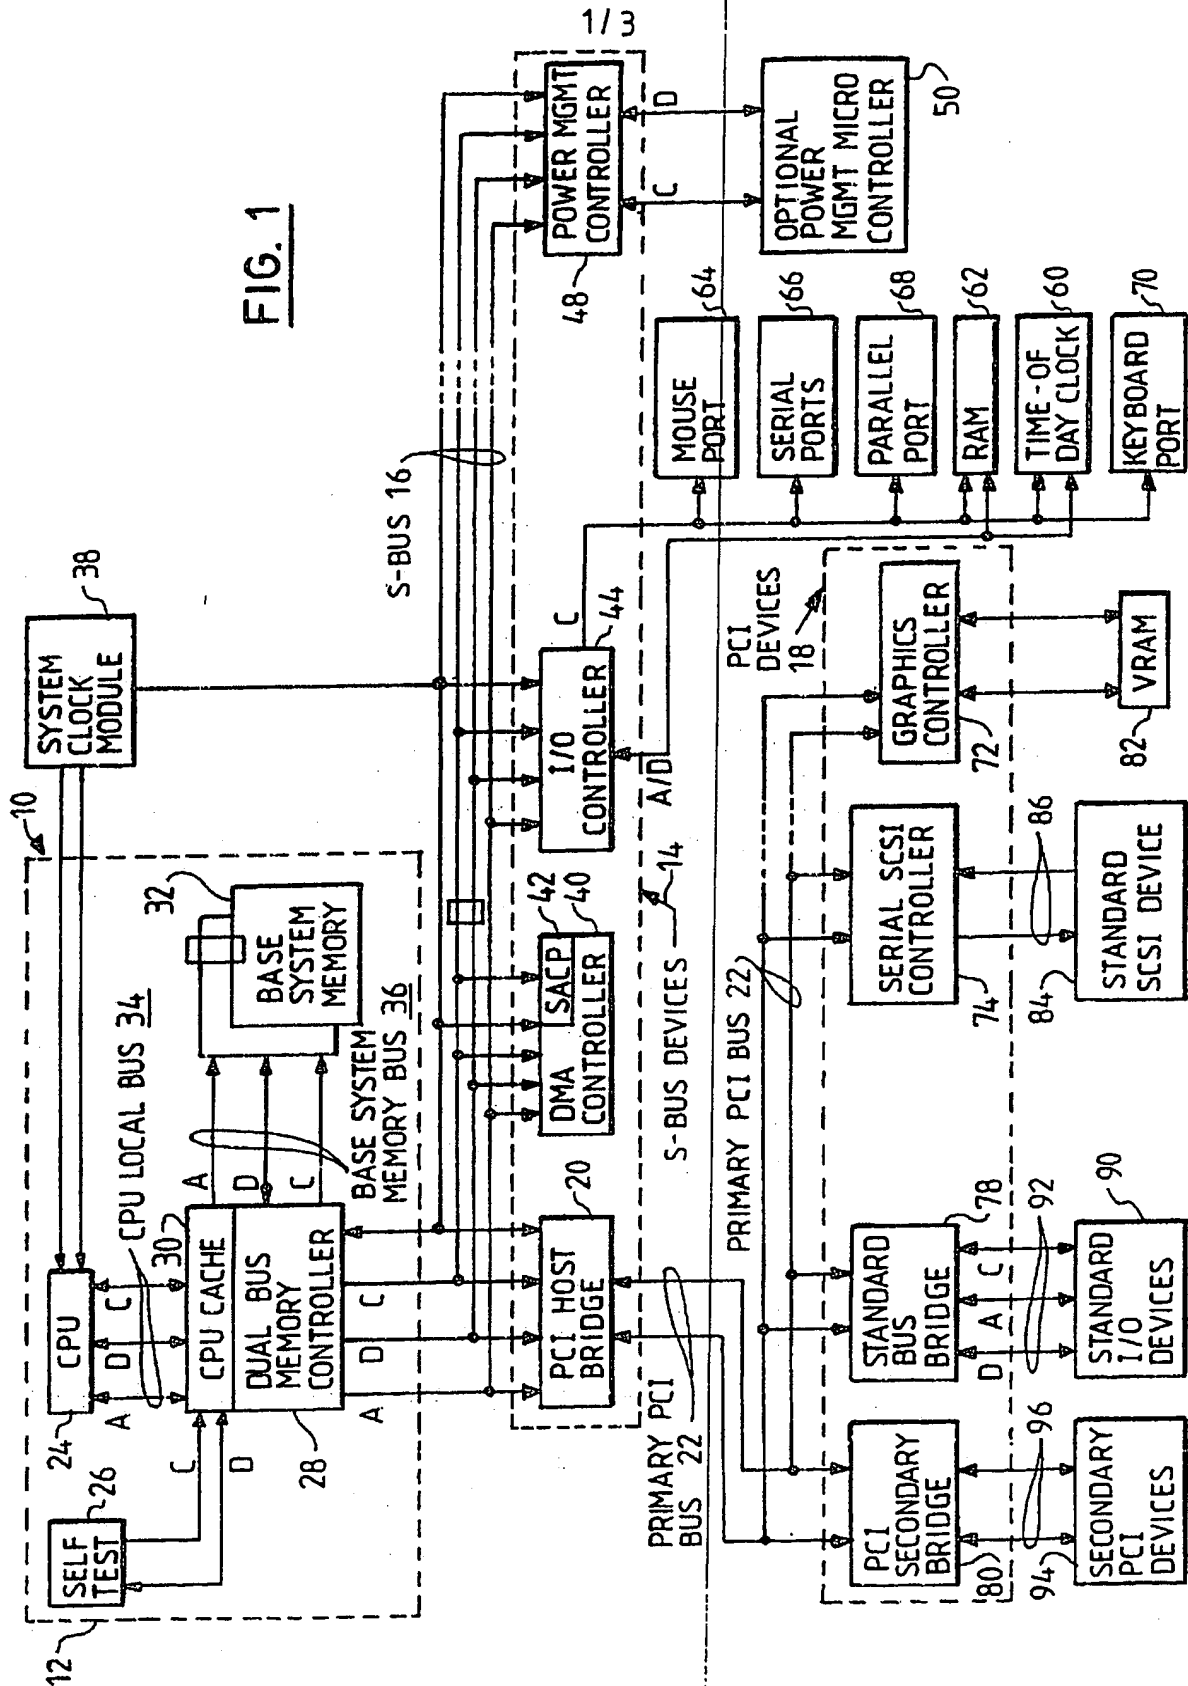 1/3
FIG. 1
10
12
SELF
TEST
26
24
CPU
A
D
C
CPU LOCAL BUS 34
C
D
30
CPU CACHE
DUAL BUS
MEMORY
CONTROLLER
28
A
D
C
A
D
C
BASE SYSTEM
MEMORY BUS 36
32
BASE
SYSTEM
MEMORY
SYSTEM
CLOCK
MODULE
38
S-BUS 16
PCI HOST
BRIDGE
20
DMA
CONTROLLER
SACP
42
40
I/O
CONTROLLER
44
C
A/D
POWER MGMT
CONTROLLER
48
C
D
OPTIONAL
POWER
MGMT MICRO
CONTROLLER
50
S-BUS DEVICES
14
MOUSE
PORT
64
SERIAL
PORTS
66
PARALLEL
PORT
68
RAM
62
TIME-OF
DAY CLOCK
60
KEYBOARD
PORT
70
PRIMARY PCI
BUS 22
PRIMARY PCI BUS 22
PCI
DEVICES
18
PCI
SECONDARY
BRIDGE
80
STANDARD
BUS
BRIDGE
78
SERIAL SCSI
CONTROLLER
74
GRAPHICS
CONTROLLER
72
96
D
A
C
92
86
94
SECONDARY
PCI
DEVICES
STANDARD
I/O
DEVICES
90
84
STANDARD
SCSI DEVICE
82
VRAM